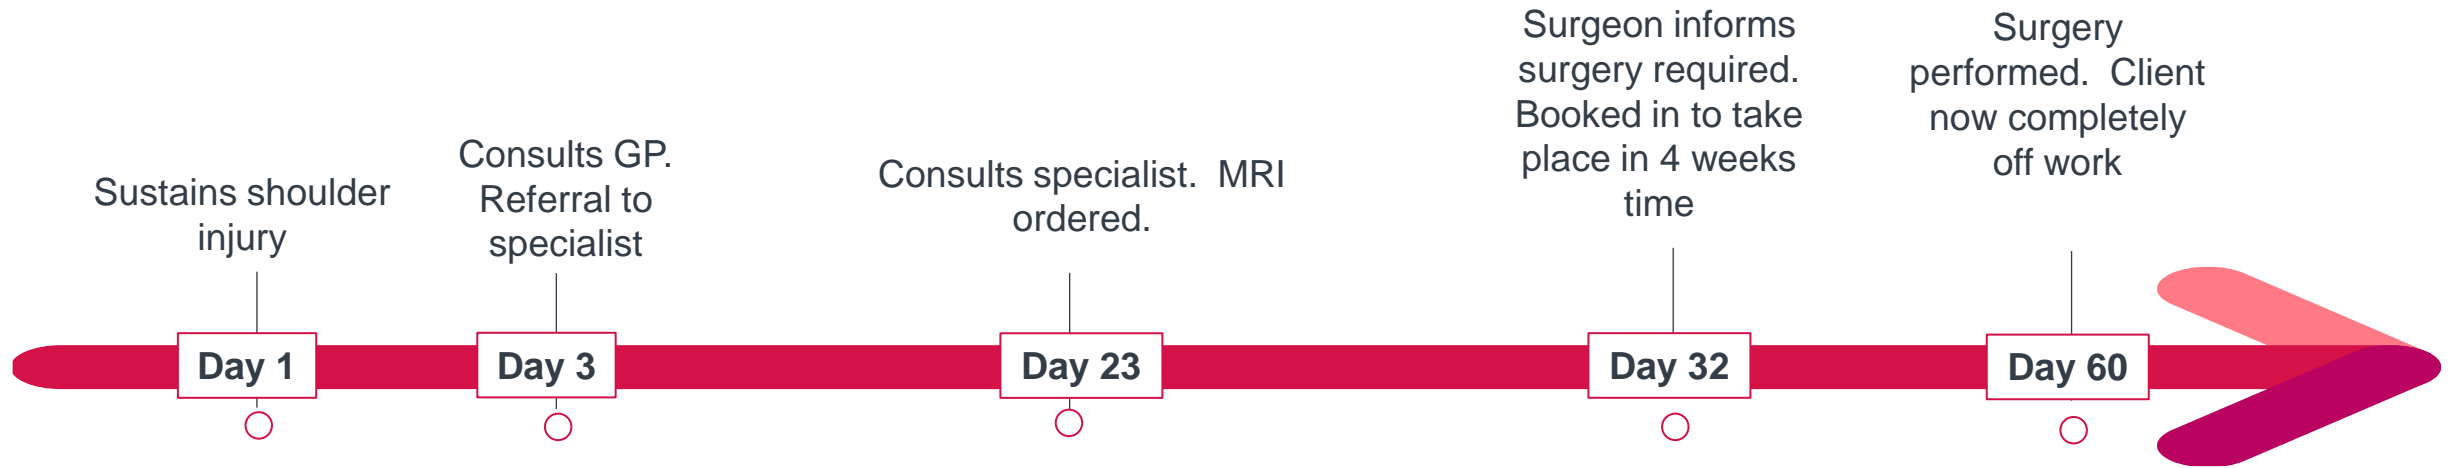 Sustains shoulder
injury
Day 1
Consults GP.
Referral to
specialist
Day 3
Consults specialist.  MRI
ordered.
Day 23
Surgeon informs
surgery required.
Booked in to take
place in 4 weeks
time
Day 32
Surgery
performed.  Client
now completely
off work
Day 60